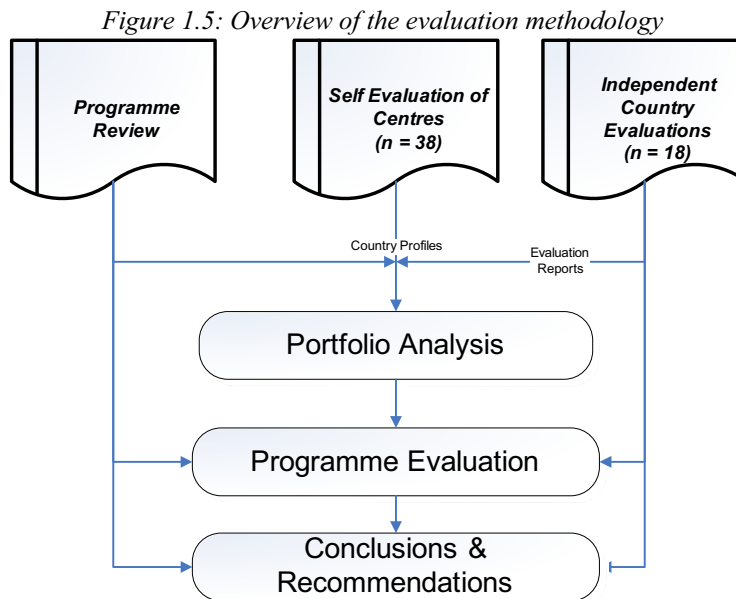 Figure 1.5: Overview of the evaluation methodology
Programme
Review
Self Evaluation of
Centres
(n = 38)
Independent
Country
Evaluations
(n = 18)
Country Profiles
Evaluation
Reports
Portfolio Analysis
Programme Evaluation
Conclusions &
Recommendations